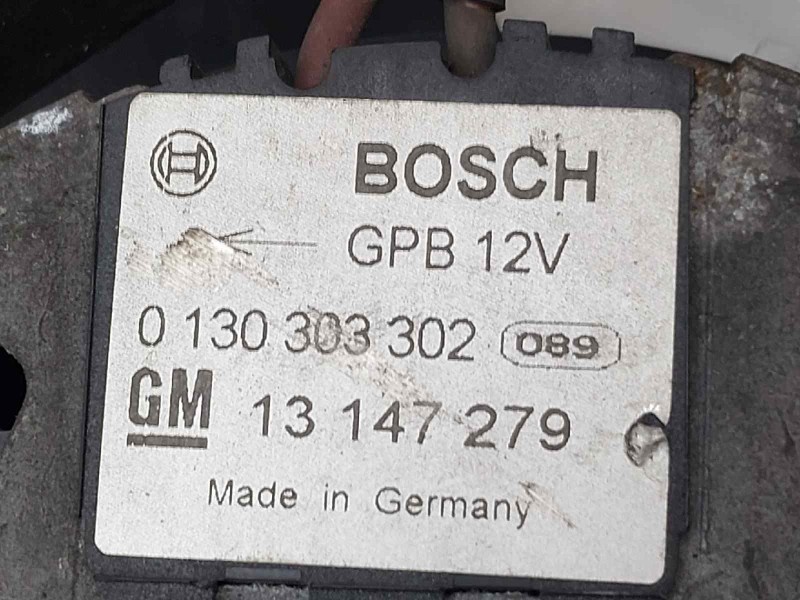 BOSCH
GPB 12V
0 130 303 302 089
GM 13 147 279
Made in Germany